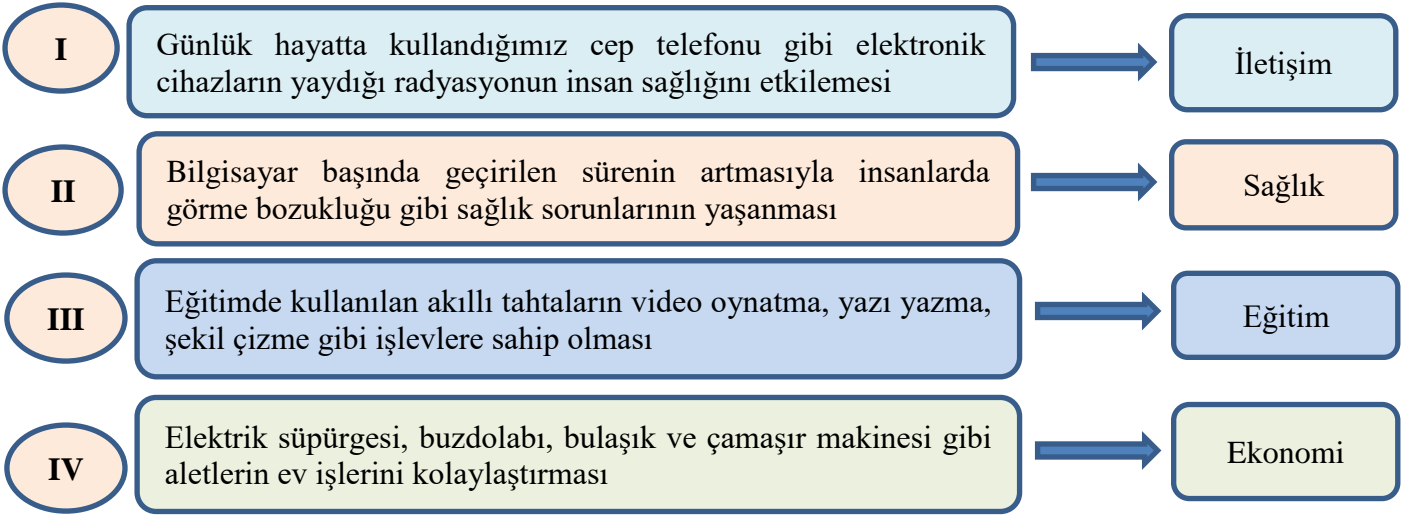 I
Günlük hayatta kullandığımız cep telefonu gibi elektronik
cihazların yaydığı radyasyonun insan sağlığını etkilemesi
İletişim
II
Bilgisayar başında geçirilen sürenin artmasıyla insanlarda
görme bozukluğu gibi sağlık sorunlarının yaşanması
Sağlık
III
Eğitimde kullanılan akıllı tahtaların video oynatma, yazı yazma,
şekil çizme gibi işlevlere sahip olması
Eğitim
IV
Elektrik süpürgesi, buzdolabı, bulaşık ve çamaşır makinesi gibi
aletlerin ev işlerini kolaylaştırması
Ekonomi